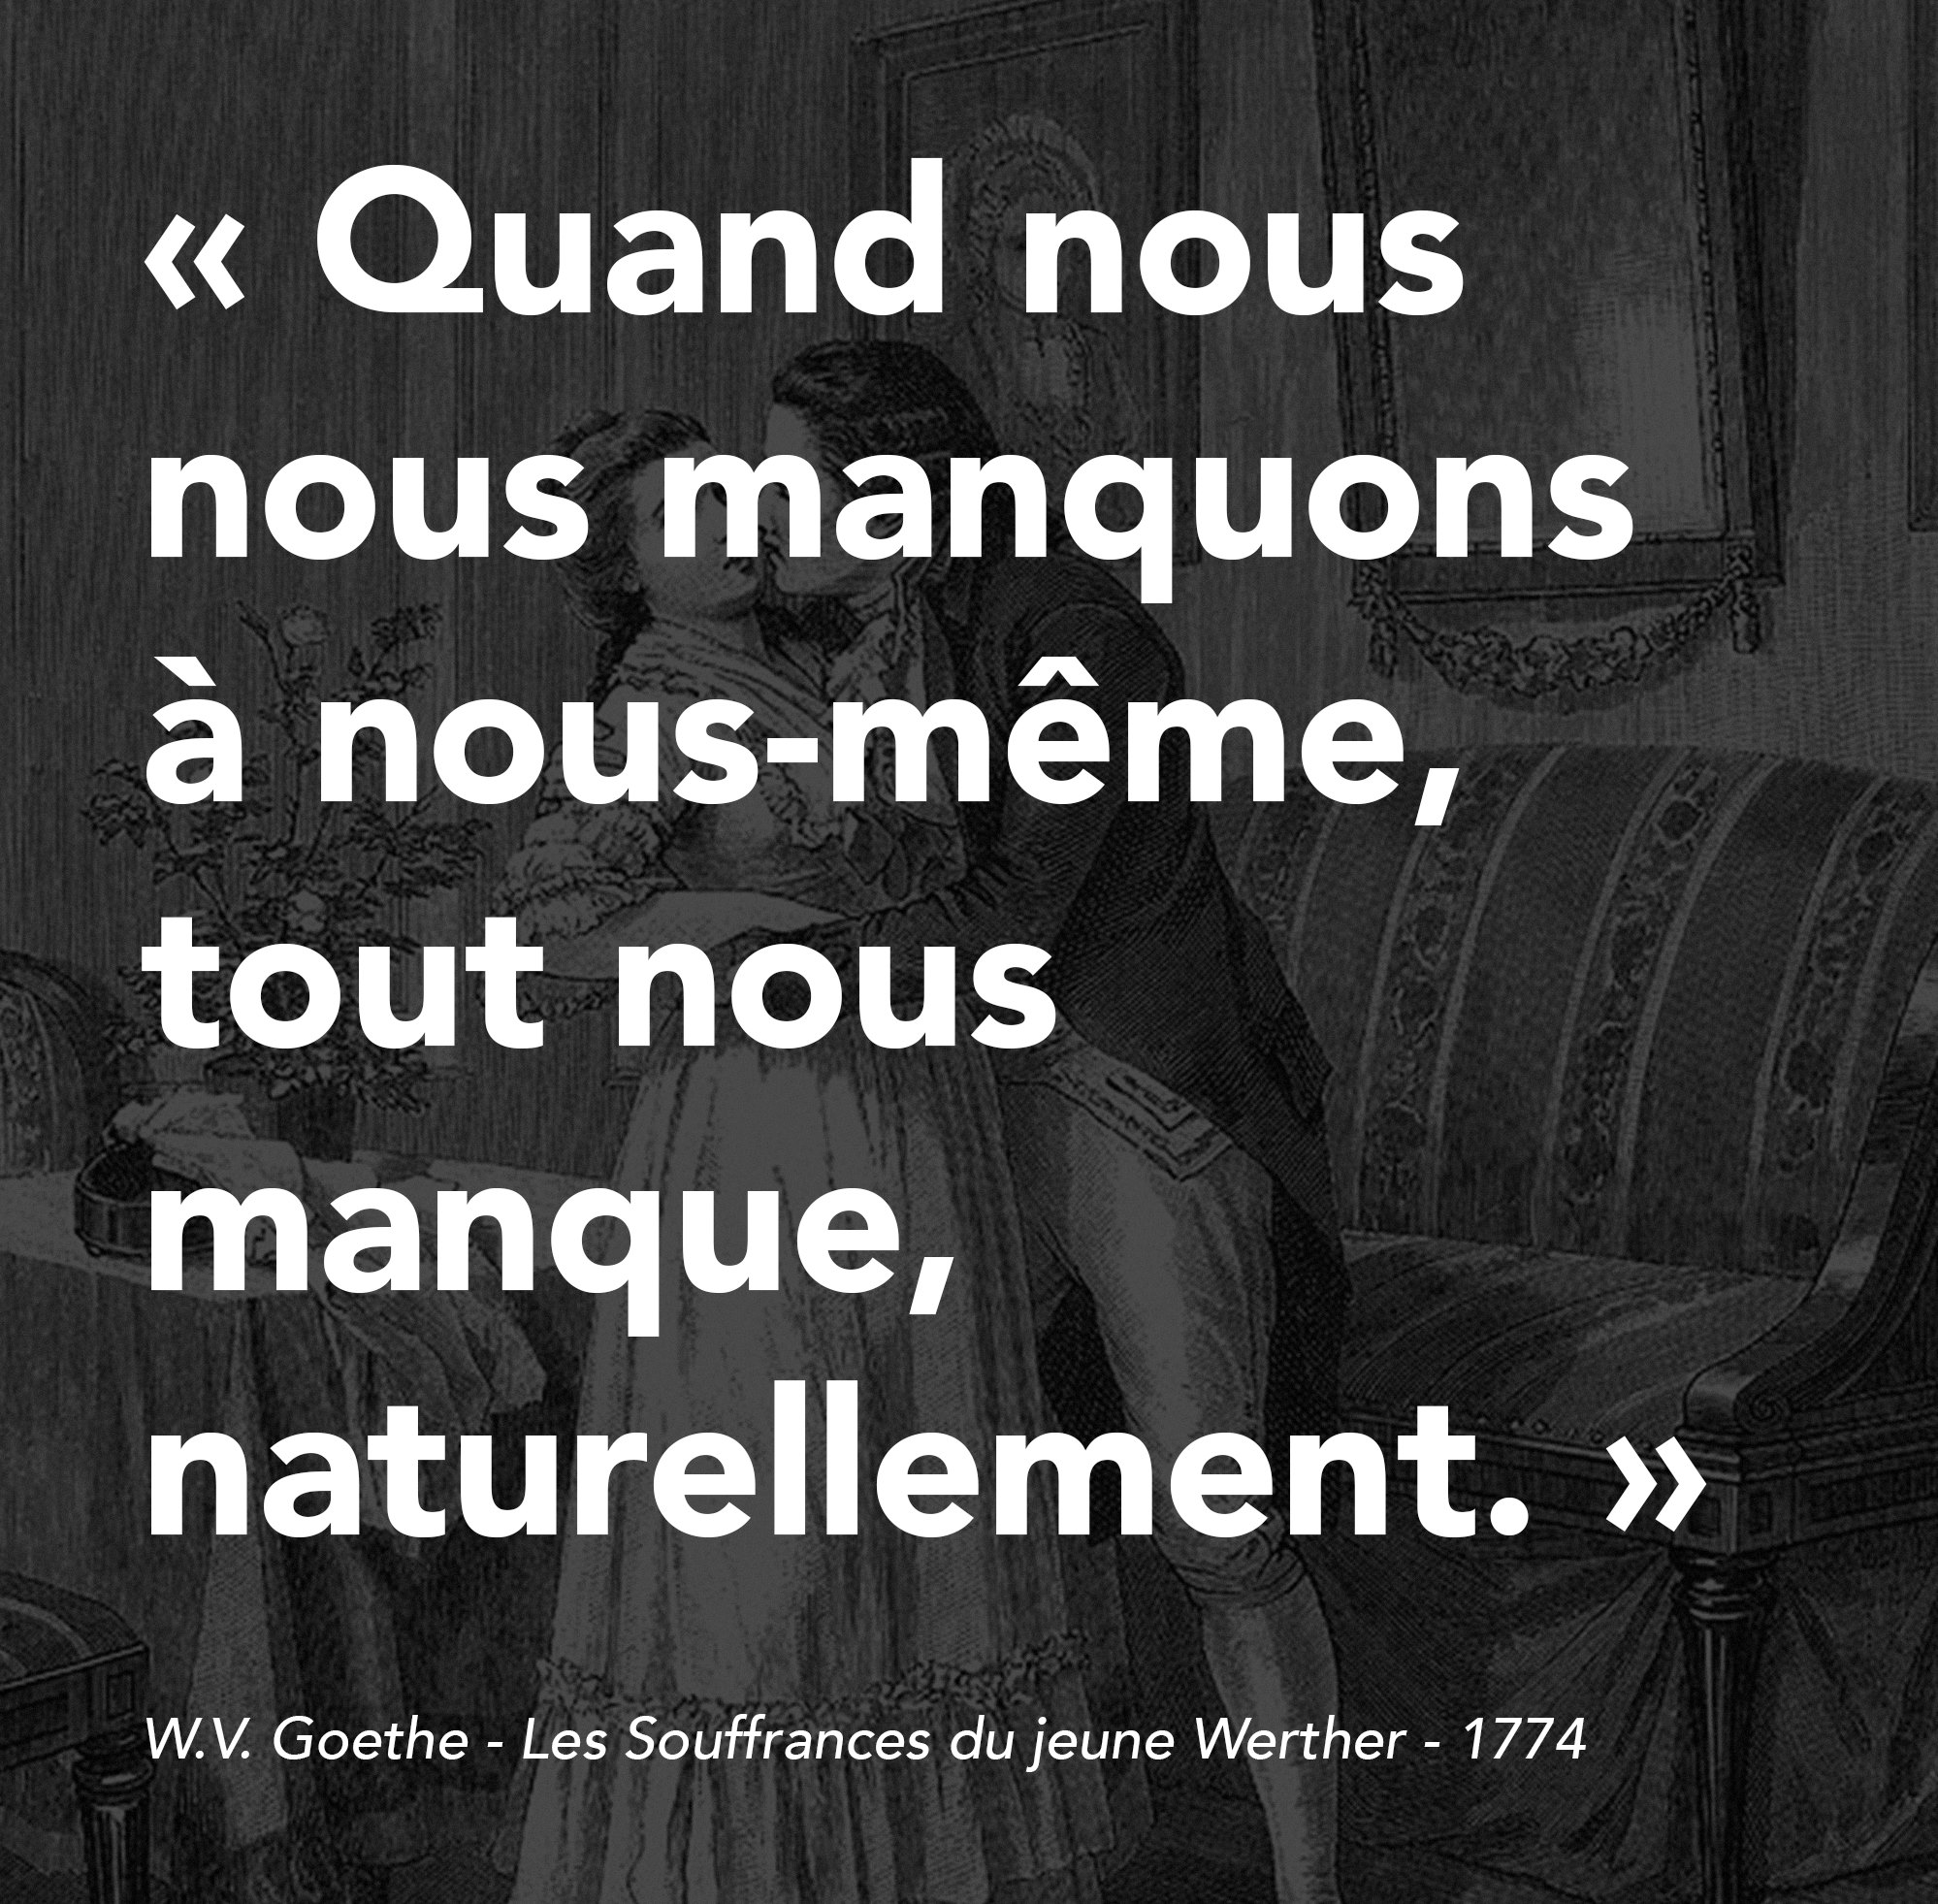 « Quand nous
nous manquons
à nous-même,
tout nous
manque,
naturellement. »
W.V. Goethe - Les Souffrances du jeune Werther - 1774